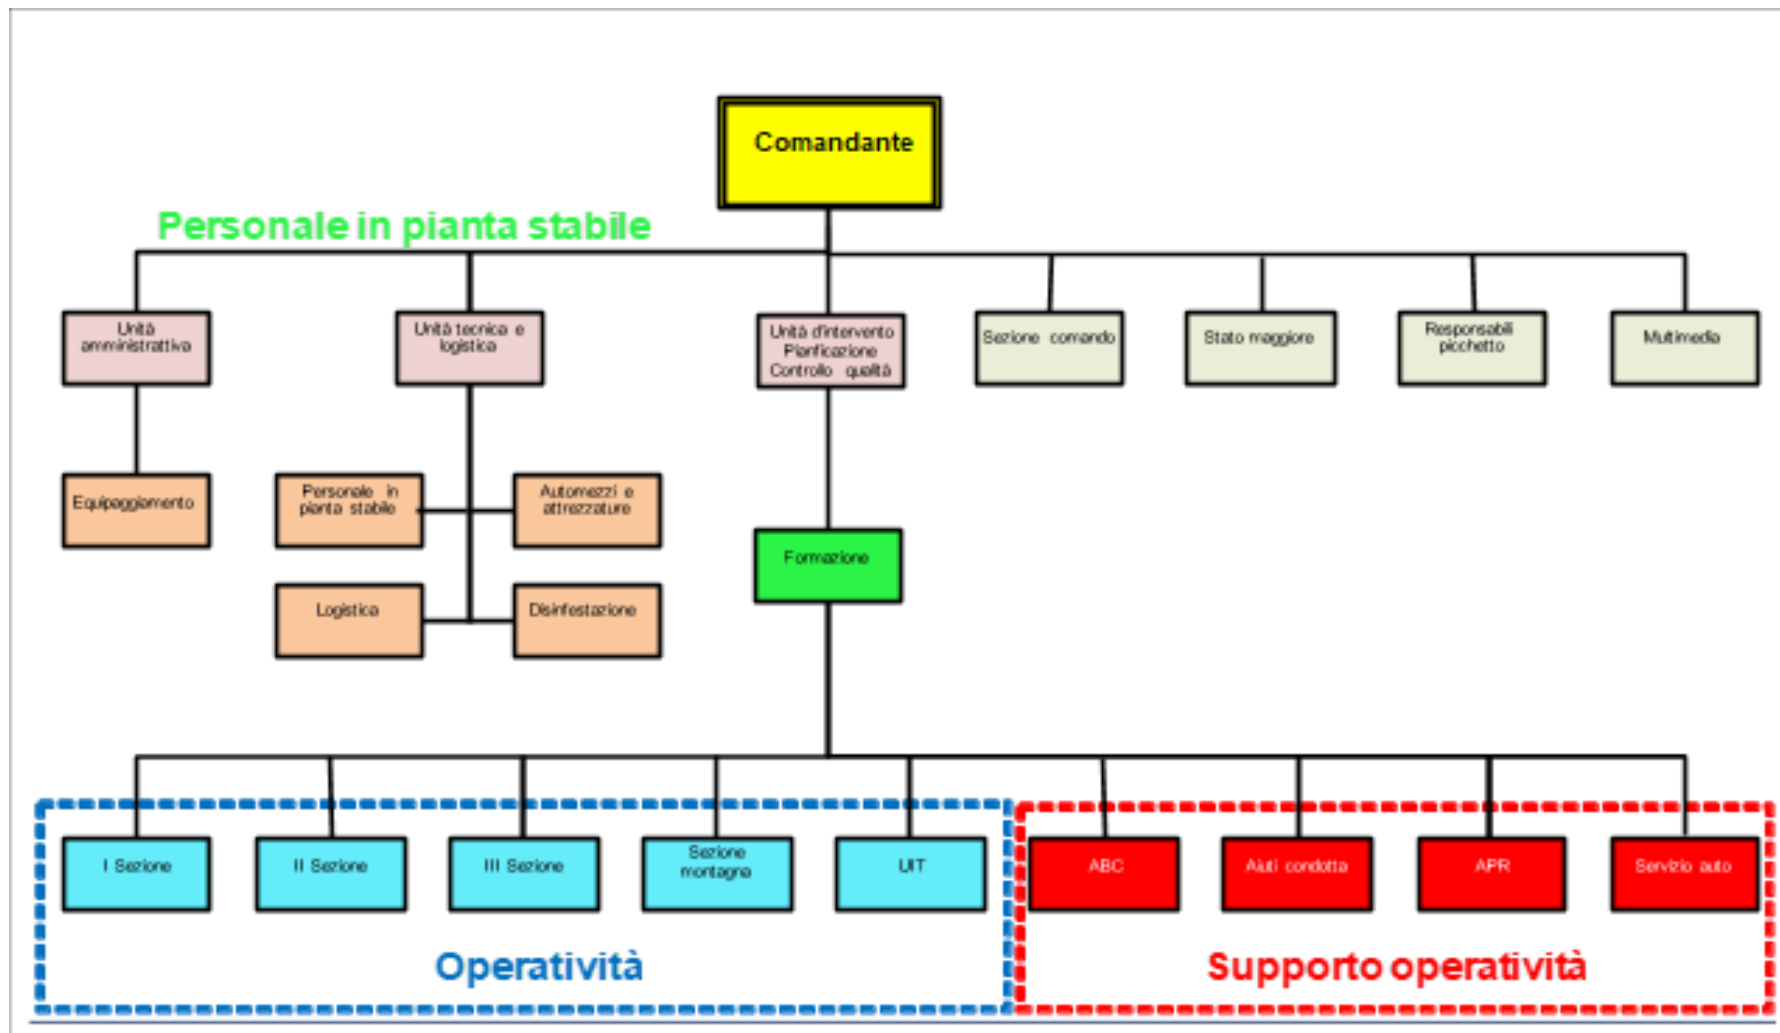 Comandante
Personale in pianta stabile
Unità
amministrattiva
Unità tecnica e
logistica
Unità d'intervento
Pianficazione
Controllo qualità
Sezione comando
Stato maggiore
Responsabili
picchetto
Multimedia
Equipaggiamento
Personale in
pianta stabile
Automezzi e
attrezzature
Formazione
Logistica
Disinfestazione
I Sezione
II Sezione
III Sezione
Sezione
montagna
UIT
ABC
Aiuti condotta
APR
Servizio auto
Operatività
Supporto operatività